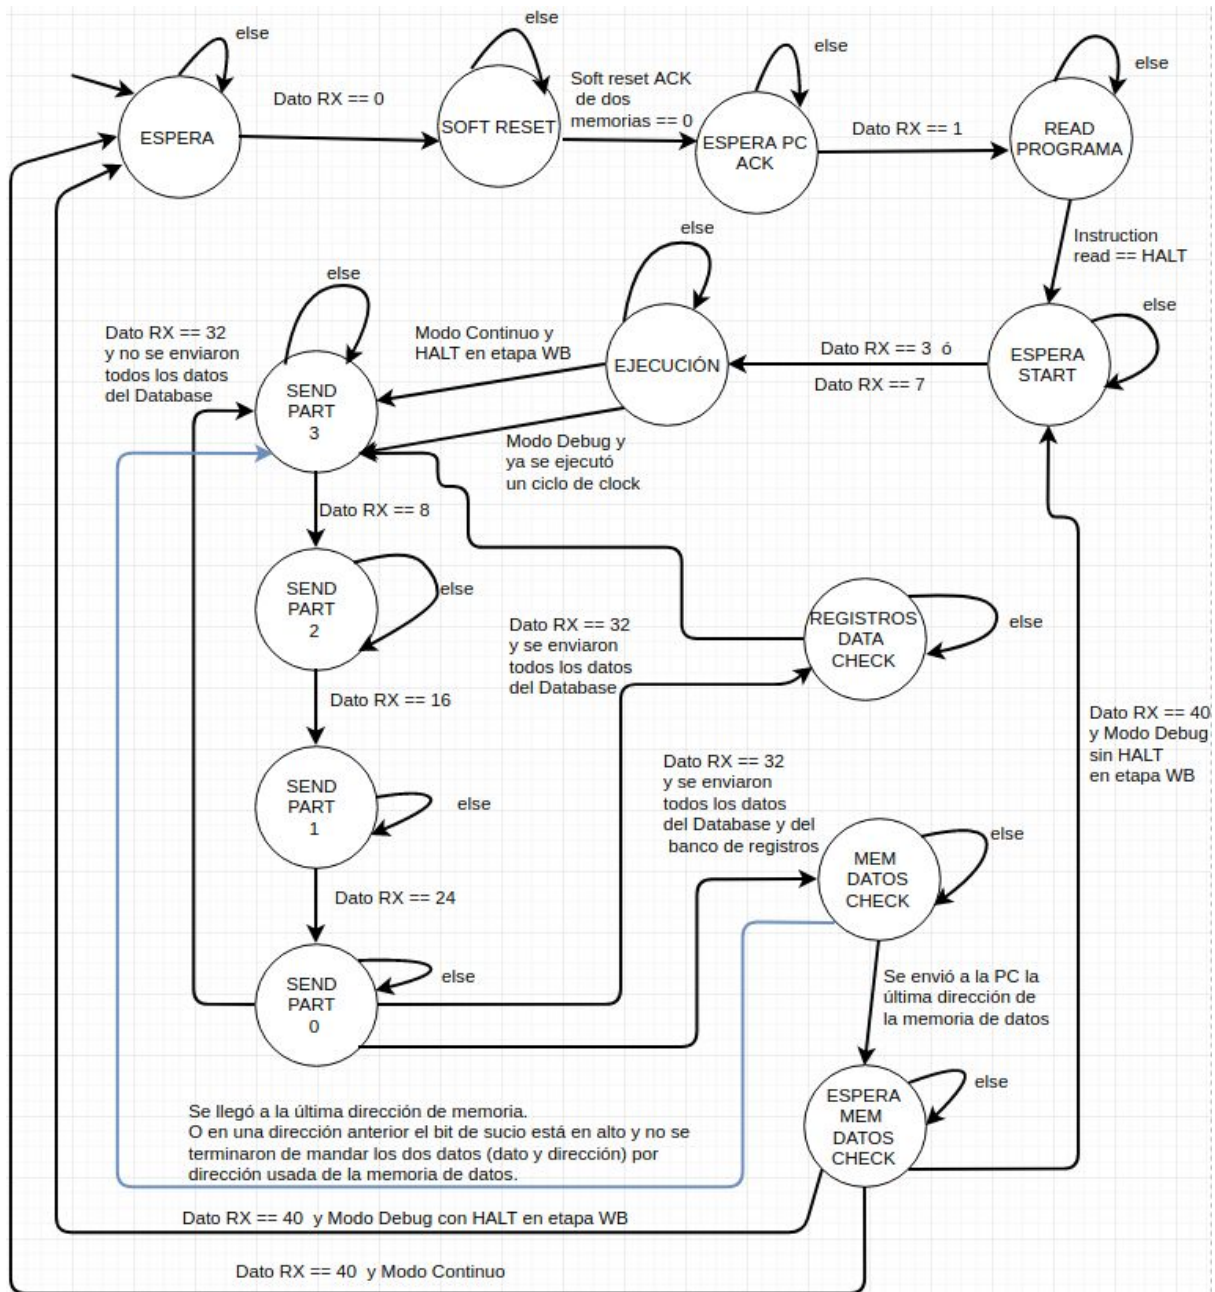 else
ESPERA
Dato RX == 0
else
SOFT RESET
Soft reset ACK
de dos
memorias == 0
else
ESPERA PC
ACK
Dato RX == 1
else
READ
PROGRAMA
Instruction
read == HALT
else
ESPERA
START
Dato RX == 3 ó
Dato RX == 7
else
EJECUCIÓN
Modo Continuo y
HALT en etapa WB
Modo Debug y
ya se ejecutó
un ciclo de clock
else
SEND
PART
3
Dato RX == 32
y no se enviaron
todos los datos
del Database
Dato RX == 8
SEND
PART
2
else
Dato RX == 16
SEND
PART
1
else
Dato RX == 24
SEND
PART
0
else
Dato RX == 32
y se enviaron
todos los datos
del Database
REGISTROS
DATA
CHECK
else
Dato RX == 32
y se enviaron
todos los datos
del Database y del
banco de registros
MEM
DATOS
CHECK
else
Dato RX == 40
y Modo Debug
sin HALT
en etapa WB
Se envió a la PC la
última dirección de
la memoria de datos
ESPERA
MEM
DATOS
CHECK
else
Se llegó a la última dirección de memoria.
O en una dirección anterior el bit de sucio está en alto y no se
terminaron de mandar los dos datos (dato y dirección) por
dirección usada de la memoria de datos.
Dato RX == 40 y Modo Debug con HALT en etapa WB
Dato RX == 40 y Modo Continuo